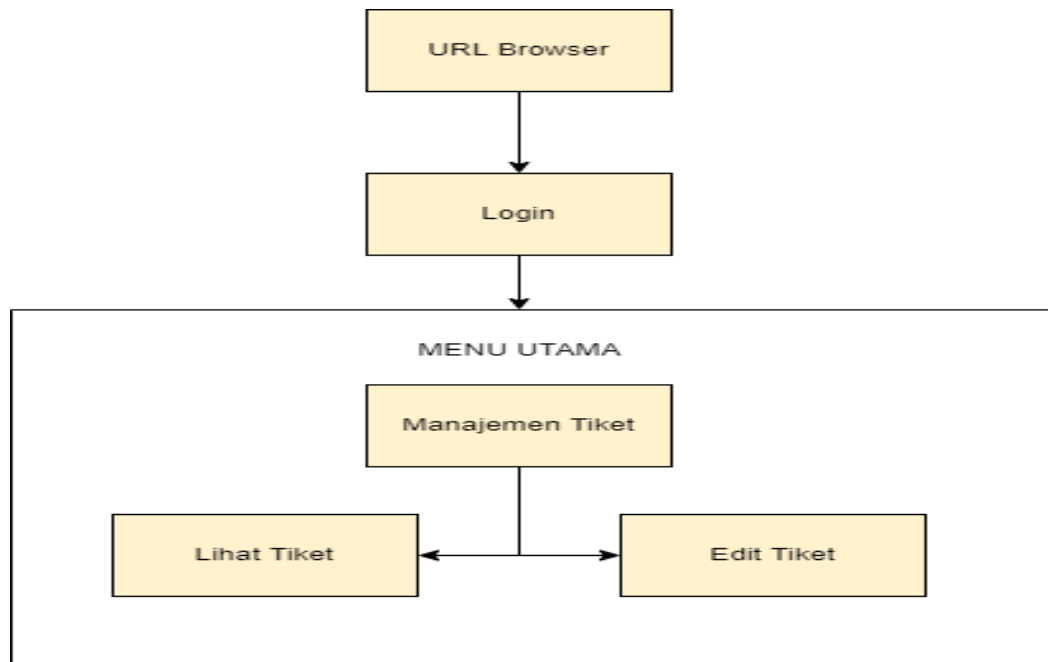 URL Browser
Login
MENU UTAMA
Manajemen Tiket
Lihat Tiket
Edit Tiket